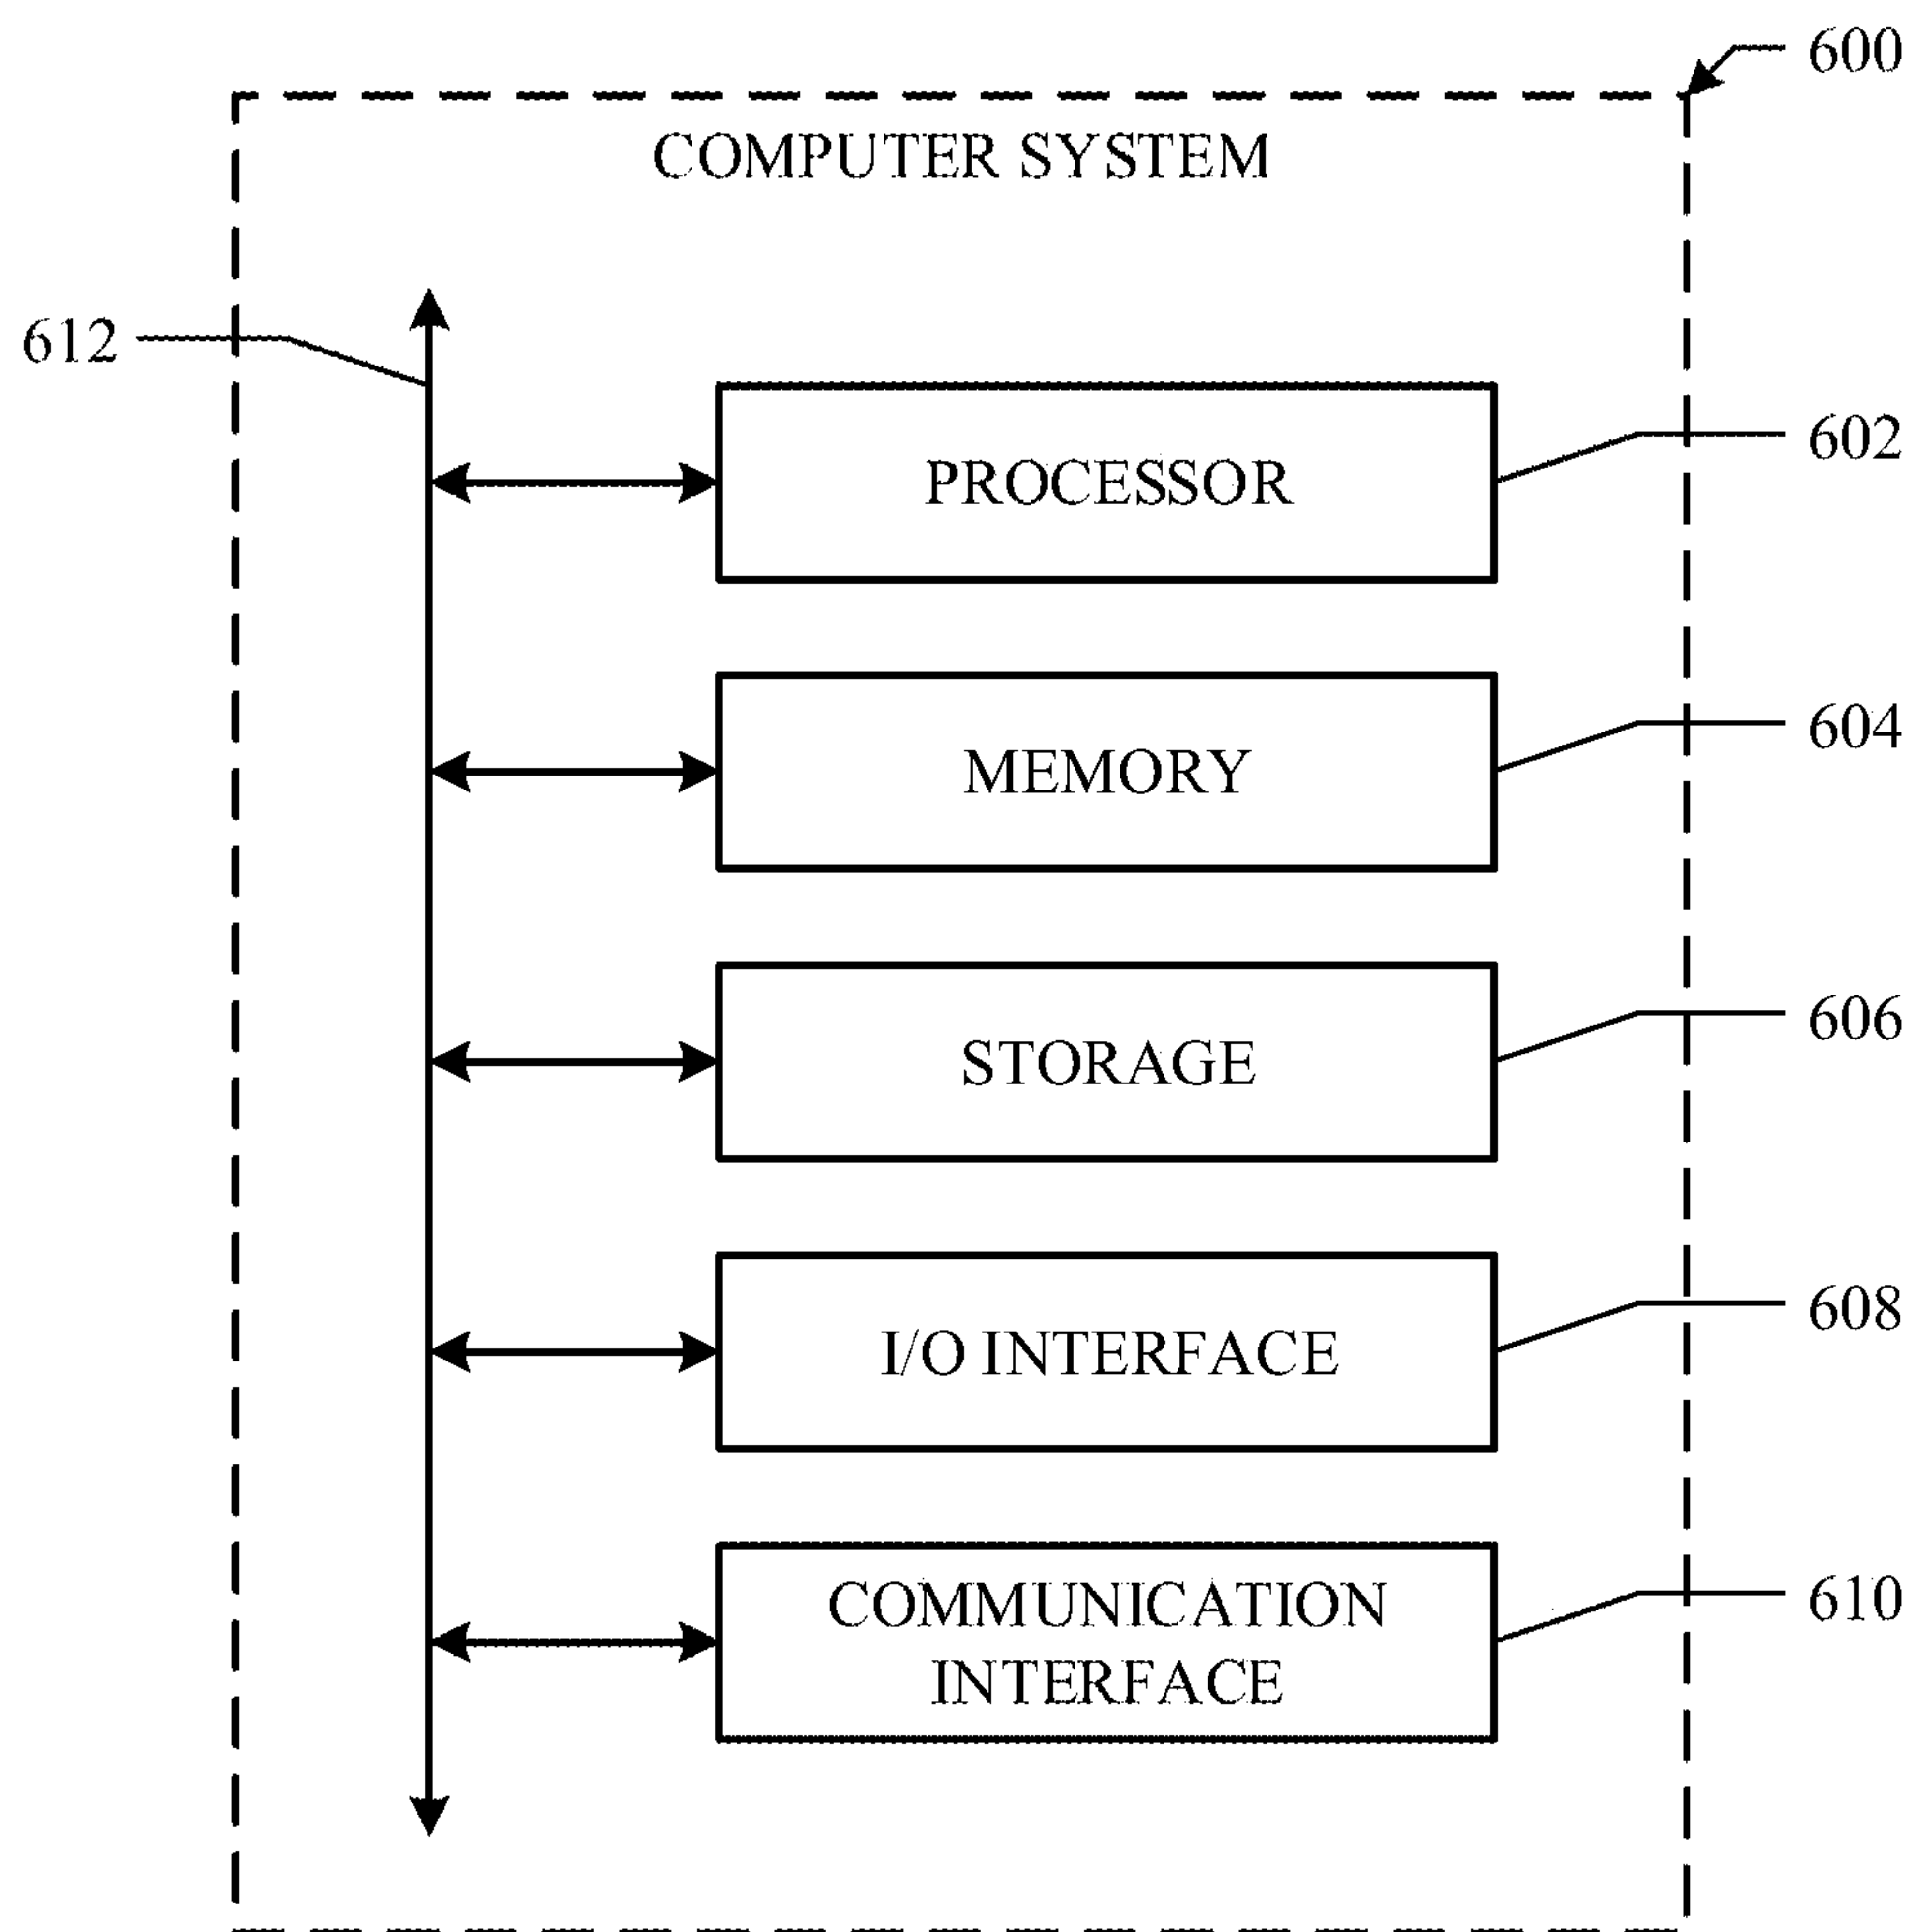 600
COMPUTER SYSTEM
612
PROCESSOR
602
MEMORY
604
STORAGE
606
I/O INTERFACE
608
COMMUNICATION
INTERFACE
610